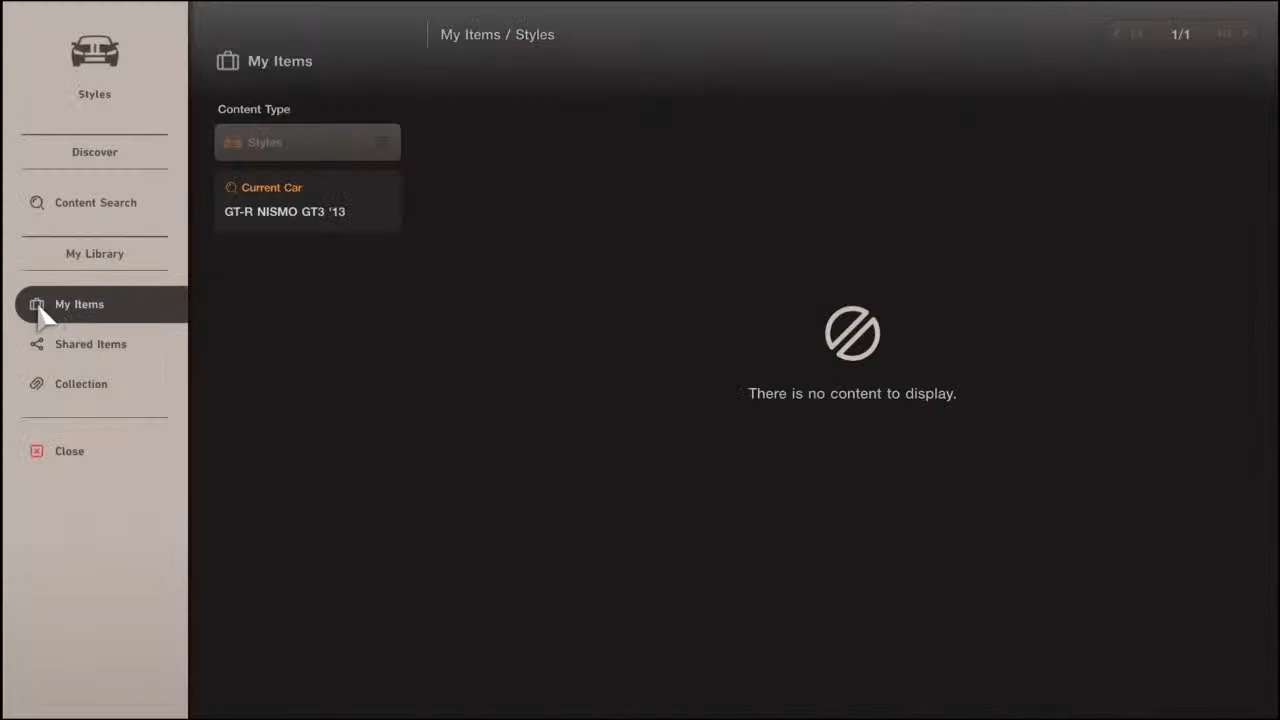 Styles
Discover
Content Search
My Library
My Items
Shared Items
Collection
Close
My Items
Content Type
Styles
Current Car
GT-R NISMO GT3 '13
My Items / Styles
1/1
There is no content to display.